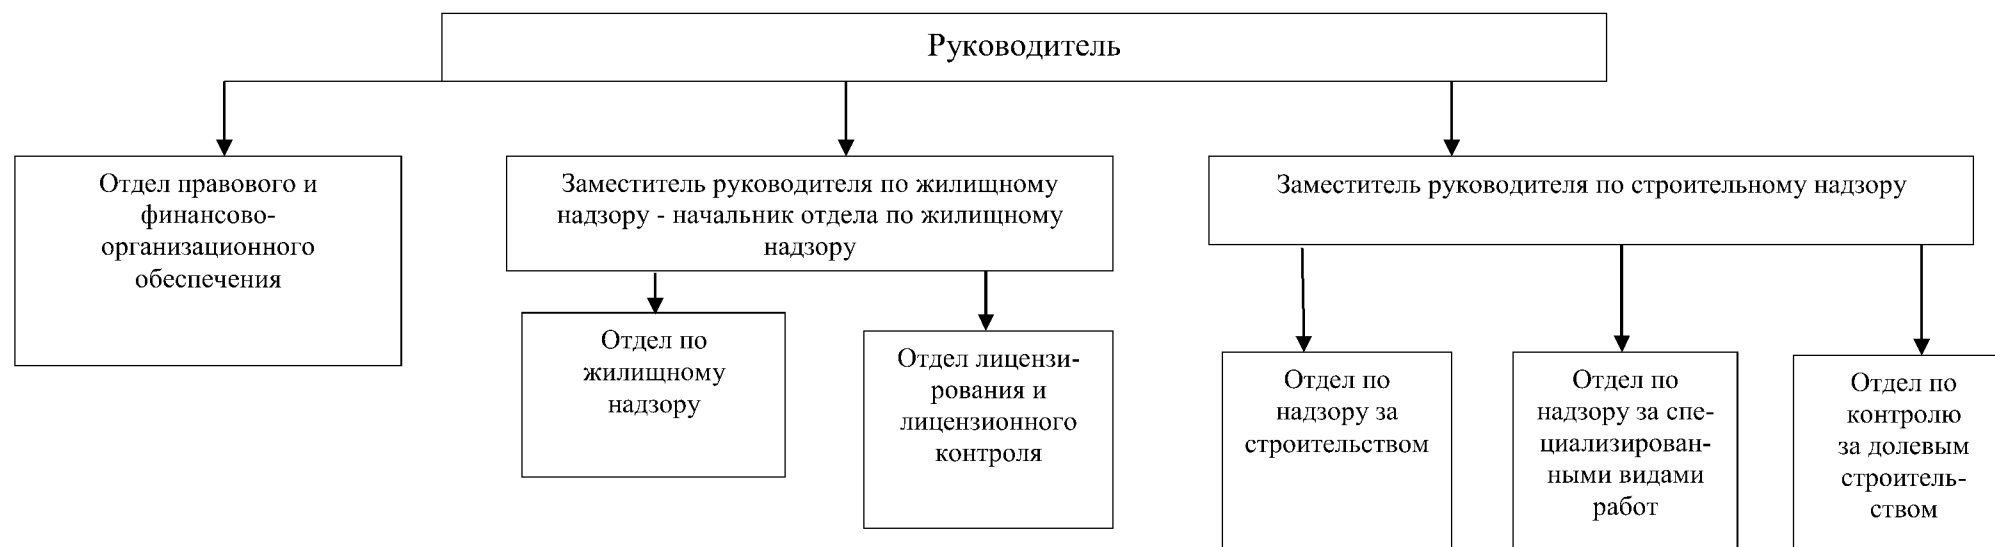 Руководитель
Отдел правового и
финансово-
организационного
обеспечения
Заместитель руководителя по жилищному
надзору - начальник отдела по жилищному
надзору
Заместитель руководителя по строительному надзору
Отдел по
жилищному
надзору
Отдел лицензи-
рования и
лицензионного
контроля
Отдел по
надзору за
строительством
Отдел по
надзору за спе-
циализирован-
ными видами
работ
Отдел по
контролю
за долевым
строитель-
ством